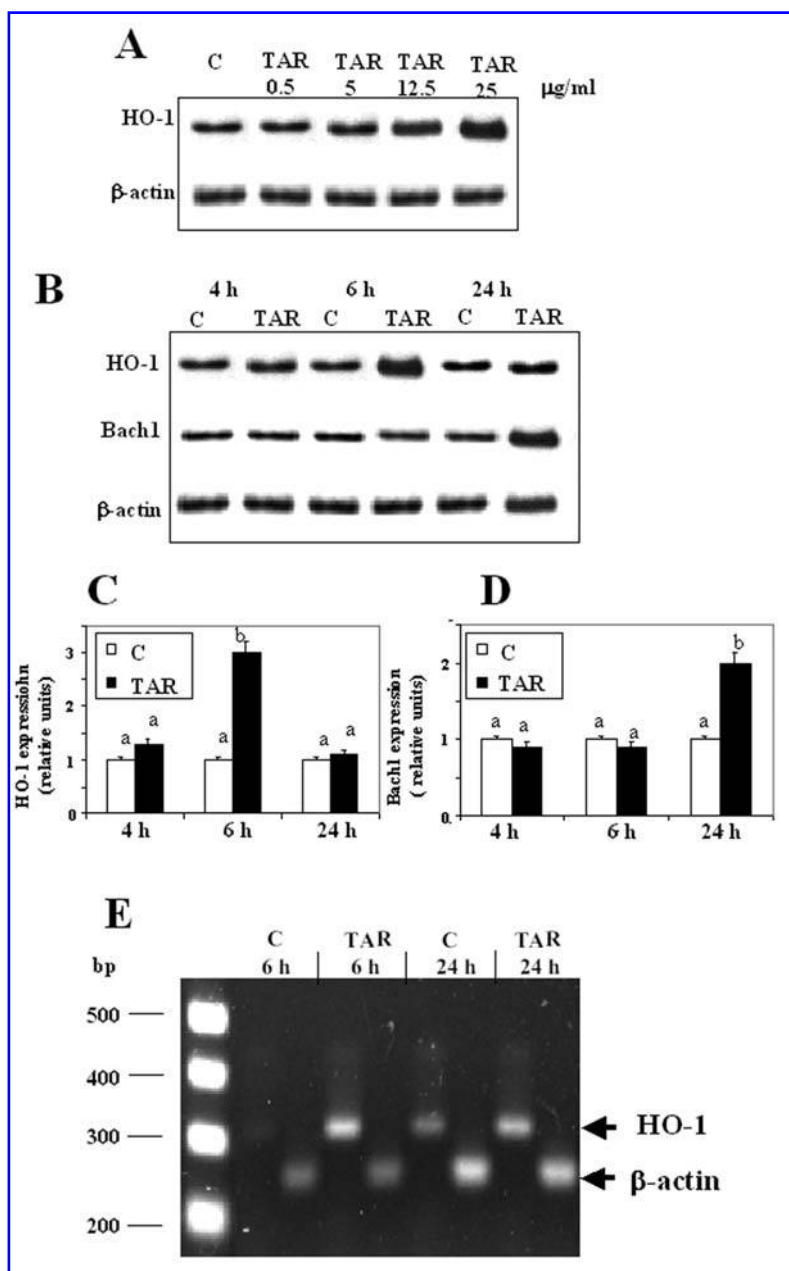 A
C TAR TAR TAR TAR
0.5 5 12.5 25 µg/ml
HO-1
β-actin
B
4 h 6 h 24 h
C TAR C TAR C TAR
HO-1
Bach1
β-actin
C
HO-1 expressiohn
(relative units)
3
2
1
0
C
TAR
a a a b a a
4 h 6 h 24 h
D
Bach1 expression
( relative units)
2
1
0.
C
TAR
a a a a a b
4 h 6 h 24 h
E
C TAR C TAR
bp 6 h 6 h 24 h 24 h
500
400
300
200
HO-1
β-actin